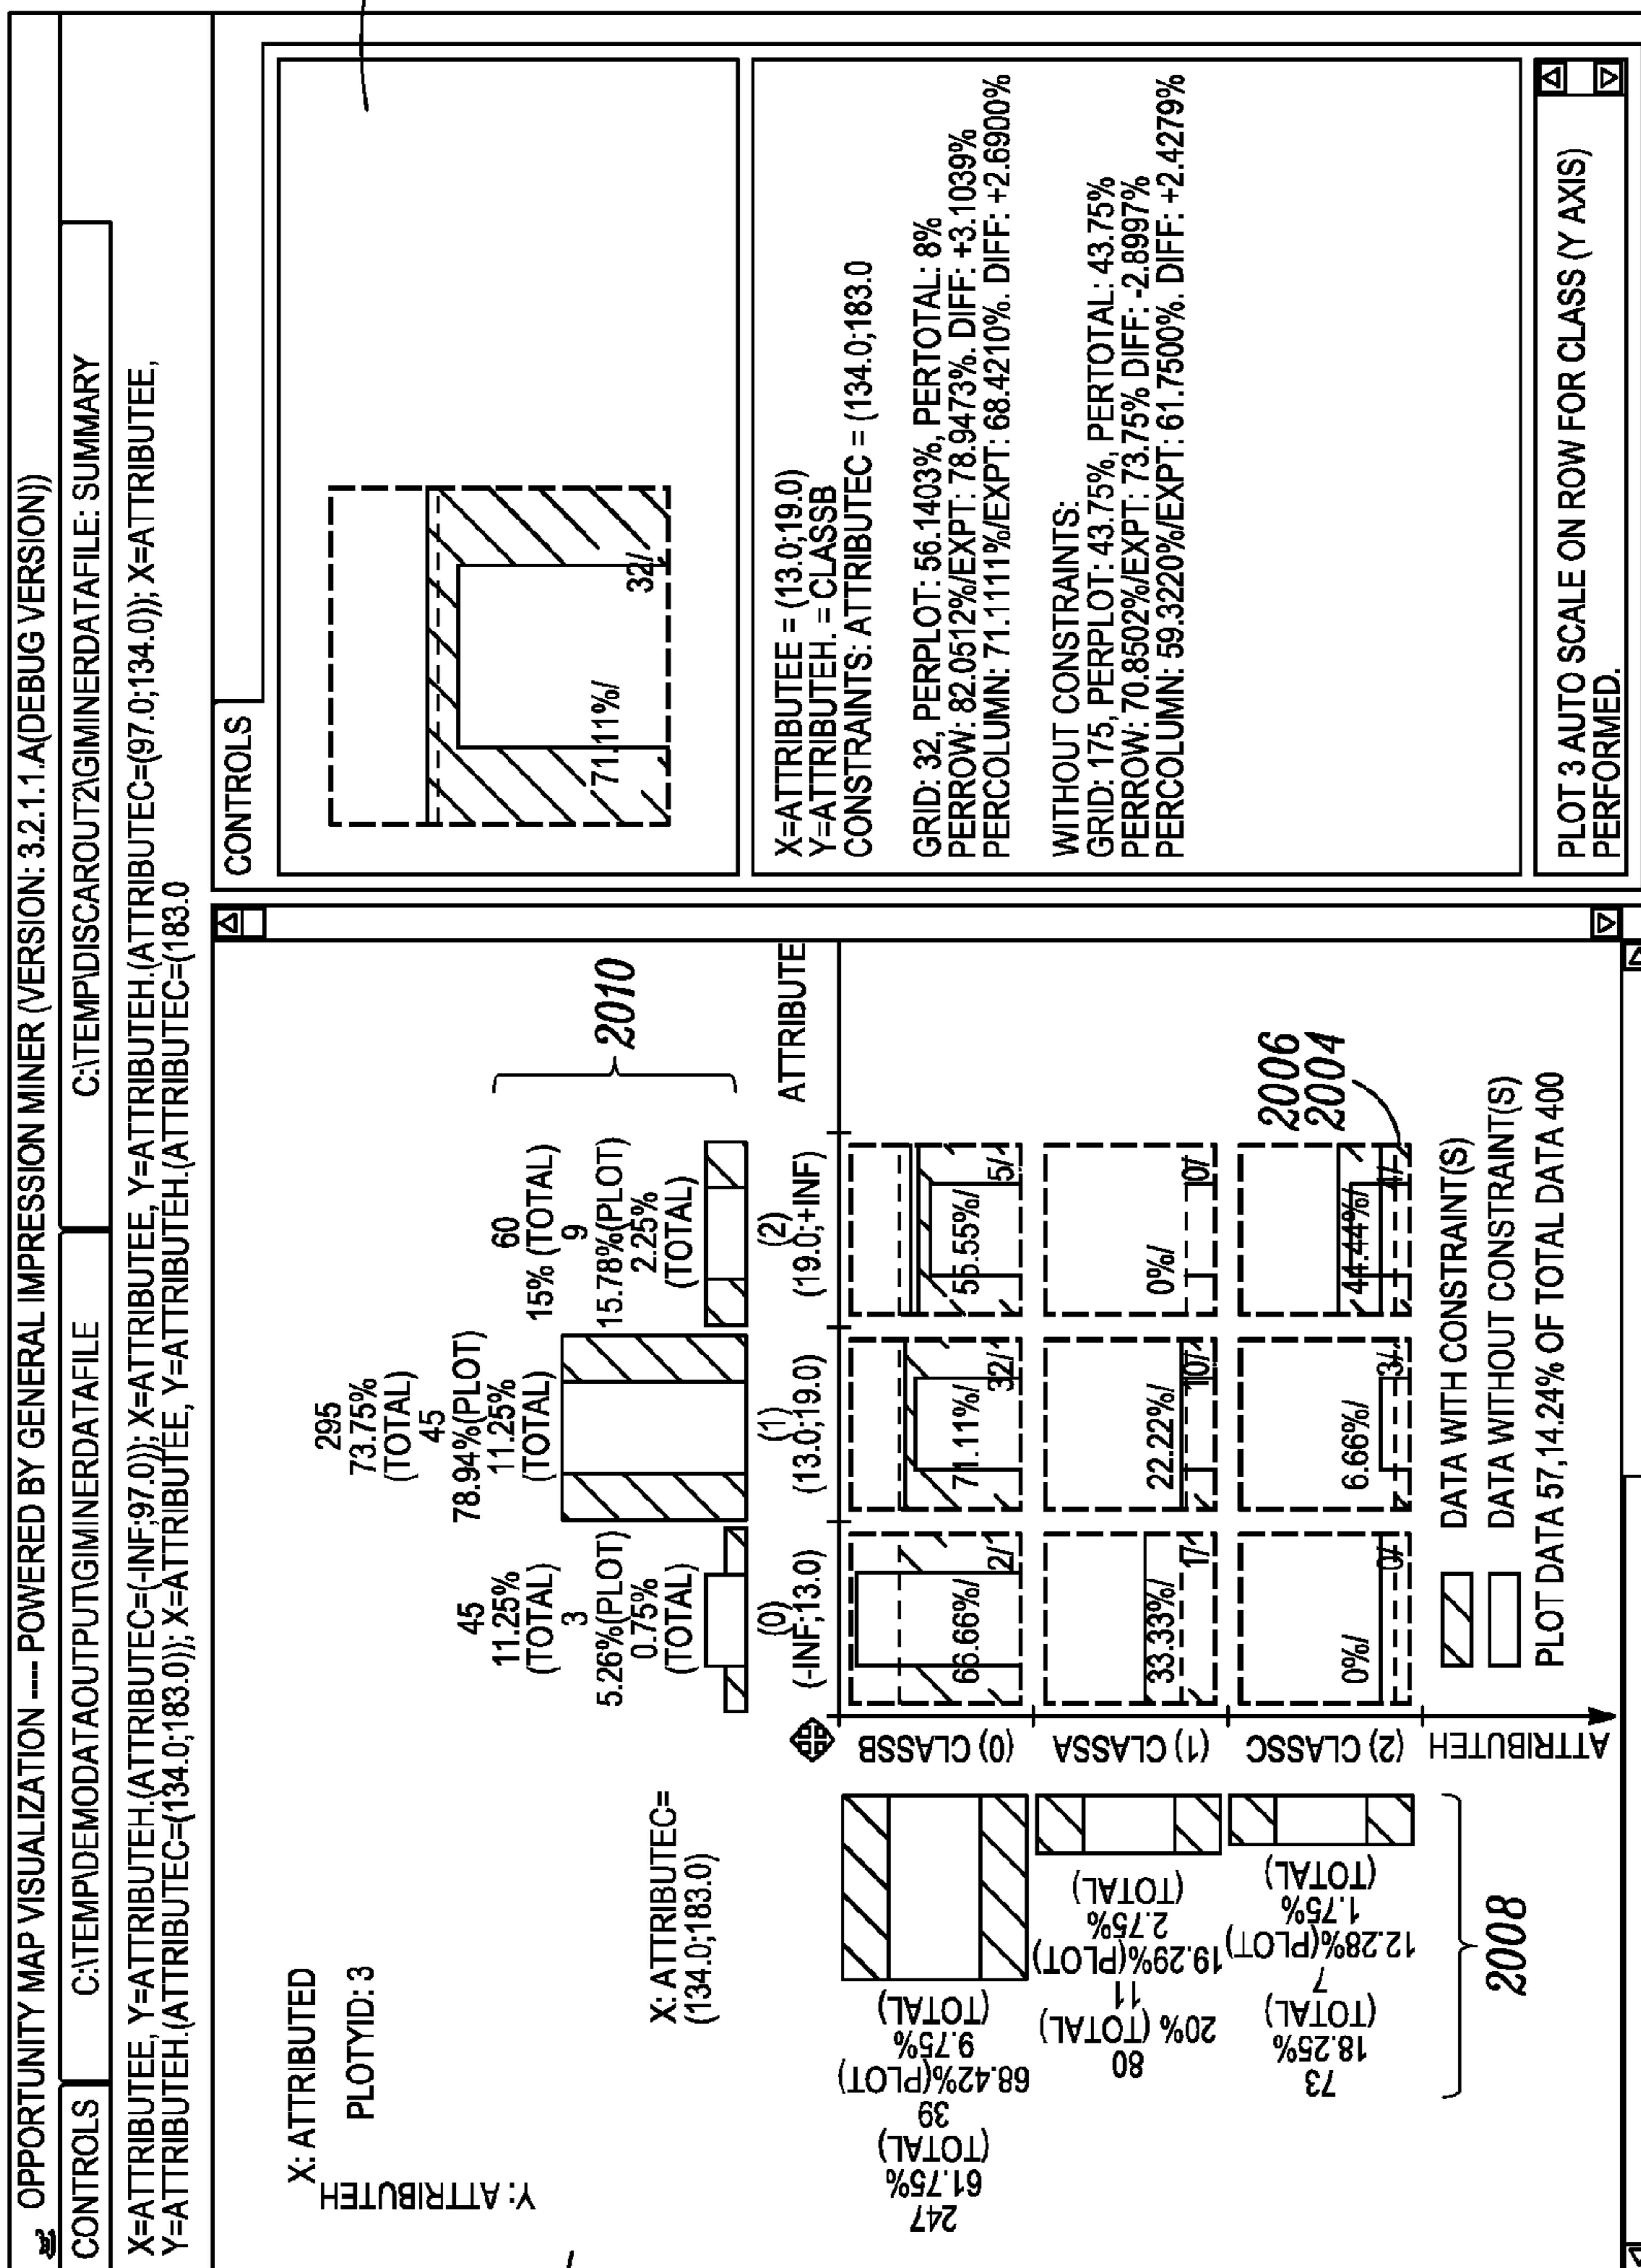 OPPORTUNITY MAP VISUALIZATION ---- POWERED BY GENERAL IMPRESSION MINER (VERSION: 3.2.1.1.A(DEBUG VERSION))
CONTROLS
C:\TEMP\DEMODATAOUTPUT\GIMINERDATAFILE
C:\TEMP\DISCAROUT2\GIMINERDATAFILE: SUMMARY
X=ATTRIBUTEE, Y=ATTRIBUTEH.(ATTRIBUTEC=(-INF;97.0)); X=ATTRIBUTEE, Y=ATTRIBUTEH.(ATTRIBUTEC=(97.0;134.0)); X=ATTRIBUTEE,
Y=ATTRIBUTEH.(ATTRIBUTEC=(134.0;183.0)); X=ATTRIBUTEE, Y=ATTRIBUTEH.(ATTRIBUTEC=(183.0
X: ATTRIBUTED
Y: ATTRIBUTEH
PLOTYID: 3
X: ATTRIBUTEC=
(134.0;183.0)
45
11.25%
(TOTAL)
3
5.26%(PLOT)
0.75%
(TOTAL)
295
73.75%
(TOTAL)
45
78.94%(PLOT)
11.25%
(TOTAL)
60
15% (TOTAL)
9
15.78%(PLOT)
2.25%
(TOTAL)
2010
(0)
(-INF;13.0)
(1)
(13.0;19.0)
(2)
(19.0;+INF)
ATTRIBUTE
247
61.75%
(TOTAL)
39
68.42%(PLOT)
9.75%
(TOTAL)
(0) CLASSB
66.66%/
2/1
71.11%/
32/1
55.55%/
5/1
80
20% (TOTAL)
11
19.29%(PLOT)
2.75%
(TOTAL)
(1) CLASSA
33.33%/
1/1
22.22%/
10/1
0%/
0/
73
18.25%
(TOTAL)
7
12.28%(PLOT)
1.75%
(TOTAL)
(2) CLASSC
0%/
0/
6.66%/
3/
44.44%/
4/
2006
2004
2008
ATTRIBUTEH
DATA WITH CONSTRAINT(S)
DATA WITHOUT CONSTRAINT(S)
PLOT DATA 57,14.24% OF TOTAL DATA 400
CONTROLS
71.11%/
32/
X=ATTRIBUTEE = (13.0;19.0)
Y=ATTRIBUTEH. = CLASSB
CONSTRAINTS: ATTRIBUTEC = (134.0;183.0
GRID: 32, PERPLOT: 56.1403%, PERTOTAL: 8%
PERROW: 82.0512%/EXPT: 78.9473%. DIFF: +3.1039%
PERCOLUMN: 71.1111%/EXPT: 68.4210%. DIFF: +2.6900%
WITHOUT CONSTRAINTS:
GRID: 175, PERPLOT: 43.75%, PERTOTAL: 43.75%
PERROW: 70.8502%/EXPT: 73.75% DIFF: -2.8997%
PERCOLUMN: 59.3220%/EXPT: 61.7500%. DIFF: +2.4279%
PLOT 3 AUTO SCALE ON ROW FOR CLASS (Y AXIS)
PERFORMED.